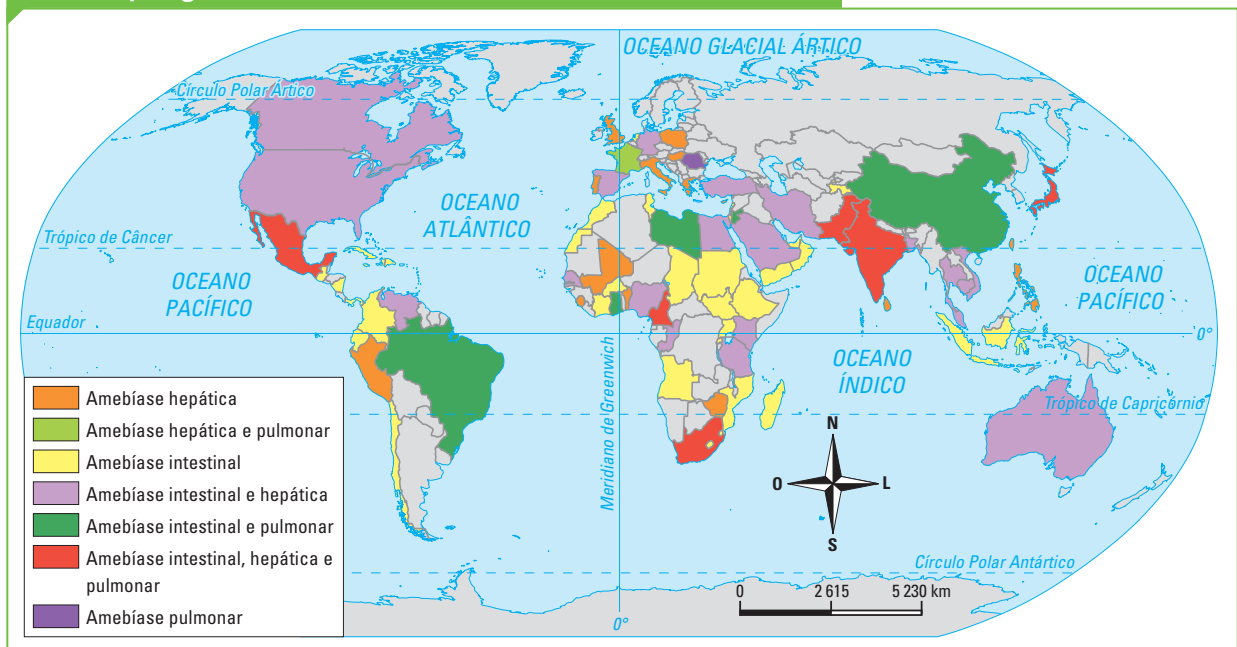 OCEANO GLACIAL ÁRTICO
Círculo Polar Ártico
OCEANO
ATLÂNTICO
Trópico de Câncer
OCEANO
PACÍFICO
OCEANO
PACÍFICO
Equador
0°
OCEANO
ÍNDICO
Meridiano de Greenwich
Trópico de Capricórnio
Amebíase hepática
Amebíase hepática e pulmonar
Amebíase intestinal
Amebíase intestinal e hepática
Amebíase intestinal e pulmonar
Amebíase intestinal, hepática e
pulmonar
Amebíase pulmonar
N
O
L
S
Círculo Polar Antártico
0
2 615
5 230 km
0°